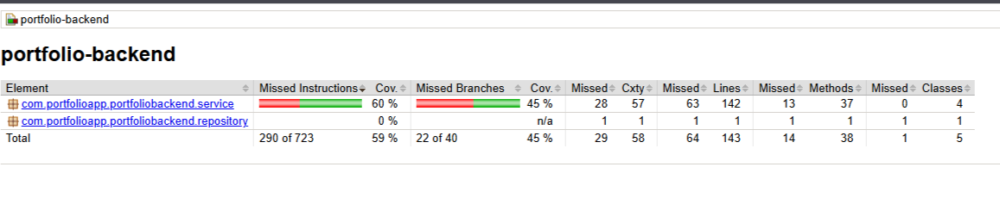 portfolio-backend
portfolio-backend
Element Missed Instructions Cov. Missed Branches Cov. Missed Cxty Missed Lines Missed Methods Missed Classes
com.portfolioapp.portfoliobackend.service 60 % 45 % 28 57 63 142 13 37 0 4
com.portfolioapp.portfoliobackend.repository 0 % n/a 1 1 1 1 1 1 1 1
Total 290 of 723 59 % 22 of 40 45 % 29 58 64 143 14 38 1 5